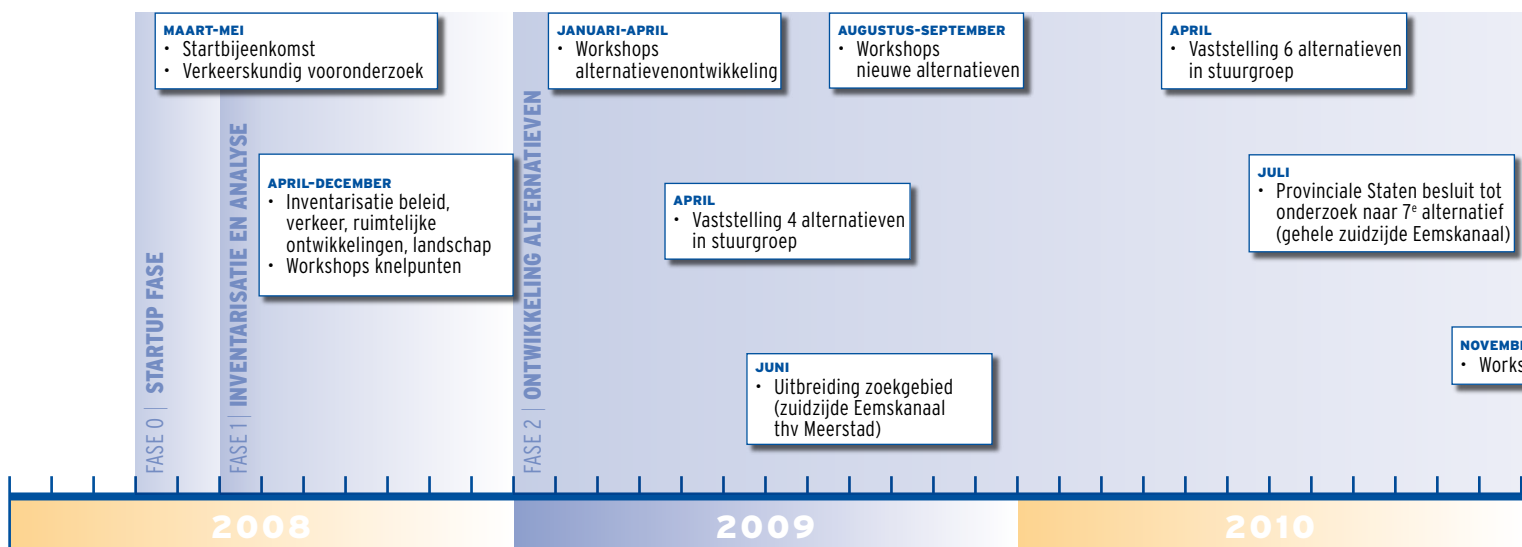 MAART-MEI
• Startbijeenkomst
• Verkeerskundig vooronderzoek
JANUARI-APRIL
• Workshops
alternatievenontwikkeling
AUGUSTUS-SEPTEMBER
• Workshops
nieuwe alternatieven
APRIL
• Vaststelling 6 alternatieven
in stuurgroep
APRIL-DECEMBER
• Inventarisatie beleid,
verkeer, ruimtelijke
ontwikkelingen, landschap
• Workshops knelpunten
APRIL
• Vaststelling 4 alternatieven
in stuurgroep
JULI
• Provinciale Staten besluit tot
onderzoek naar 7e alternatief
(gehele zuidzijde Eemskanaal)
JUNI
• Uitbreiding zoekgebied
(zuidzijde Eemskanaal
thv Meerstad)
NOVEMB
• Works
FASE 0 | STARTUP FASE
FASE 1 | INVENTARISATIE EN ANALYSE
FASE 2 | ONTWIKKELING ALTERNATIEVEN
2008
2009
2010